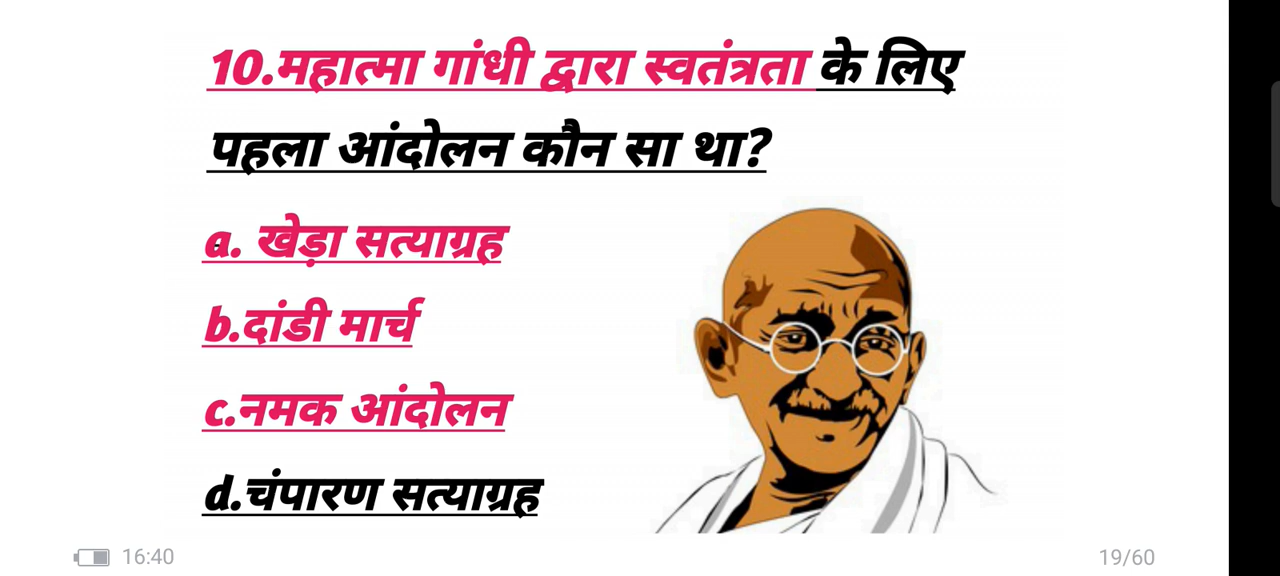 10.महात्मा गांधी द्वारा स्वतंत्रता के लिए
पहला आंदोलन कौन सा था?
a. खेड़ा सत्याग्रह
b.दांडी मार्च
c.नमक आंदोलन
d.चंपारण सत्याग्रह
16:40
19/60